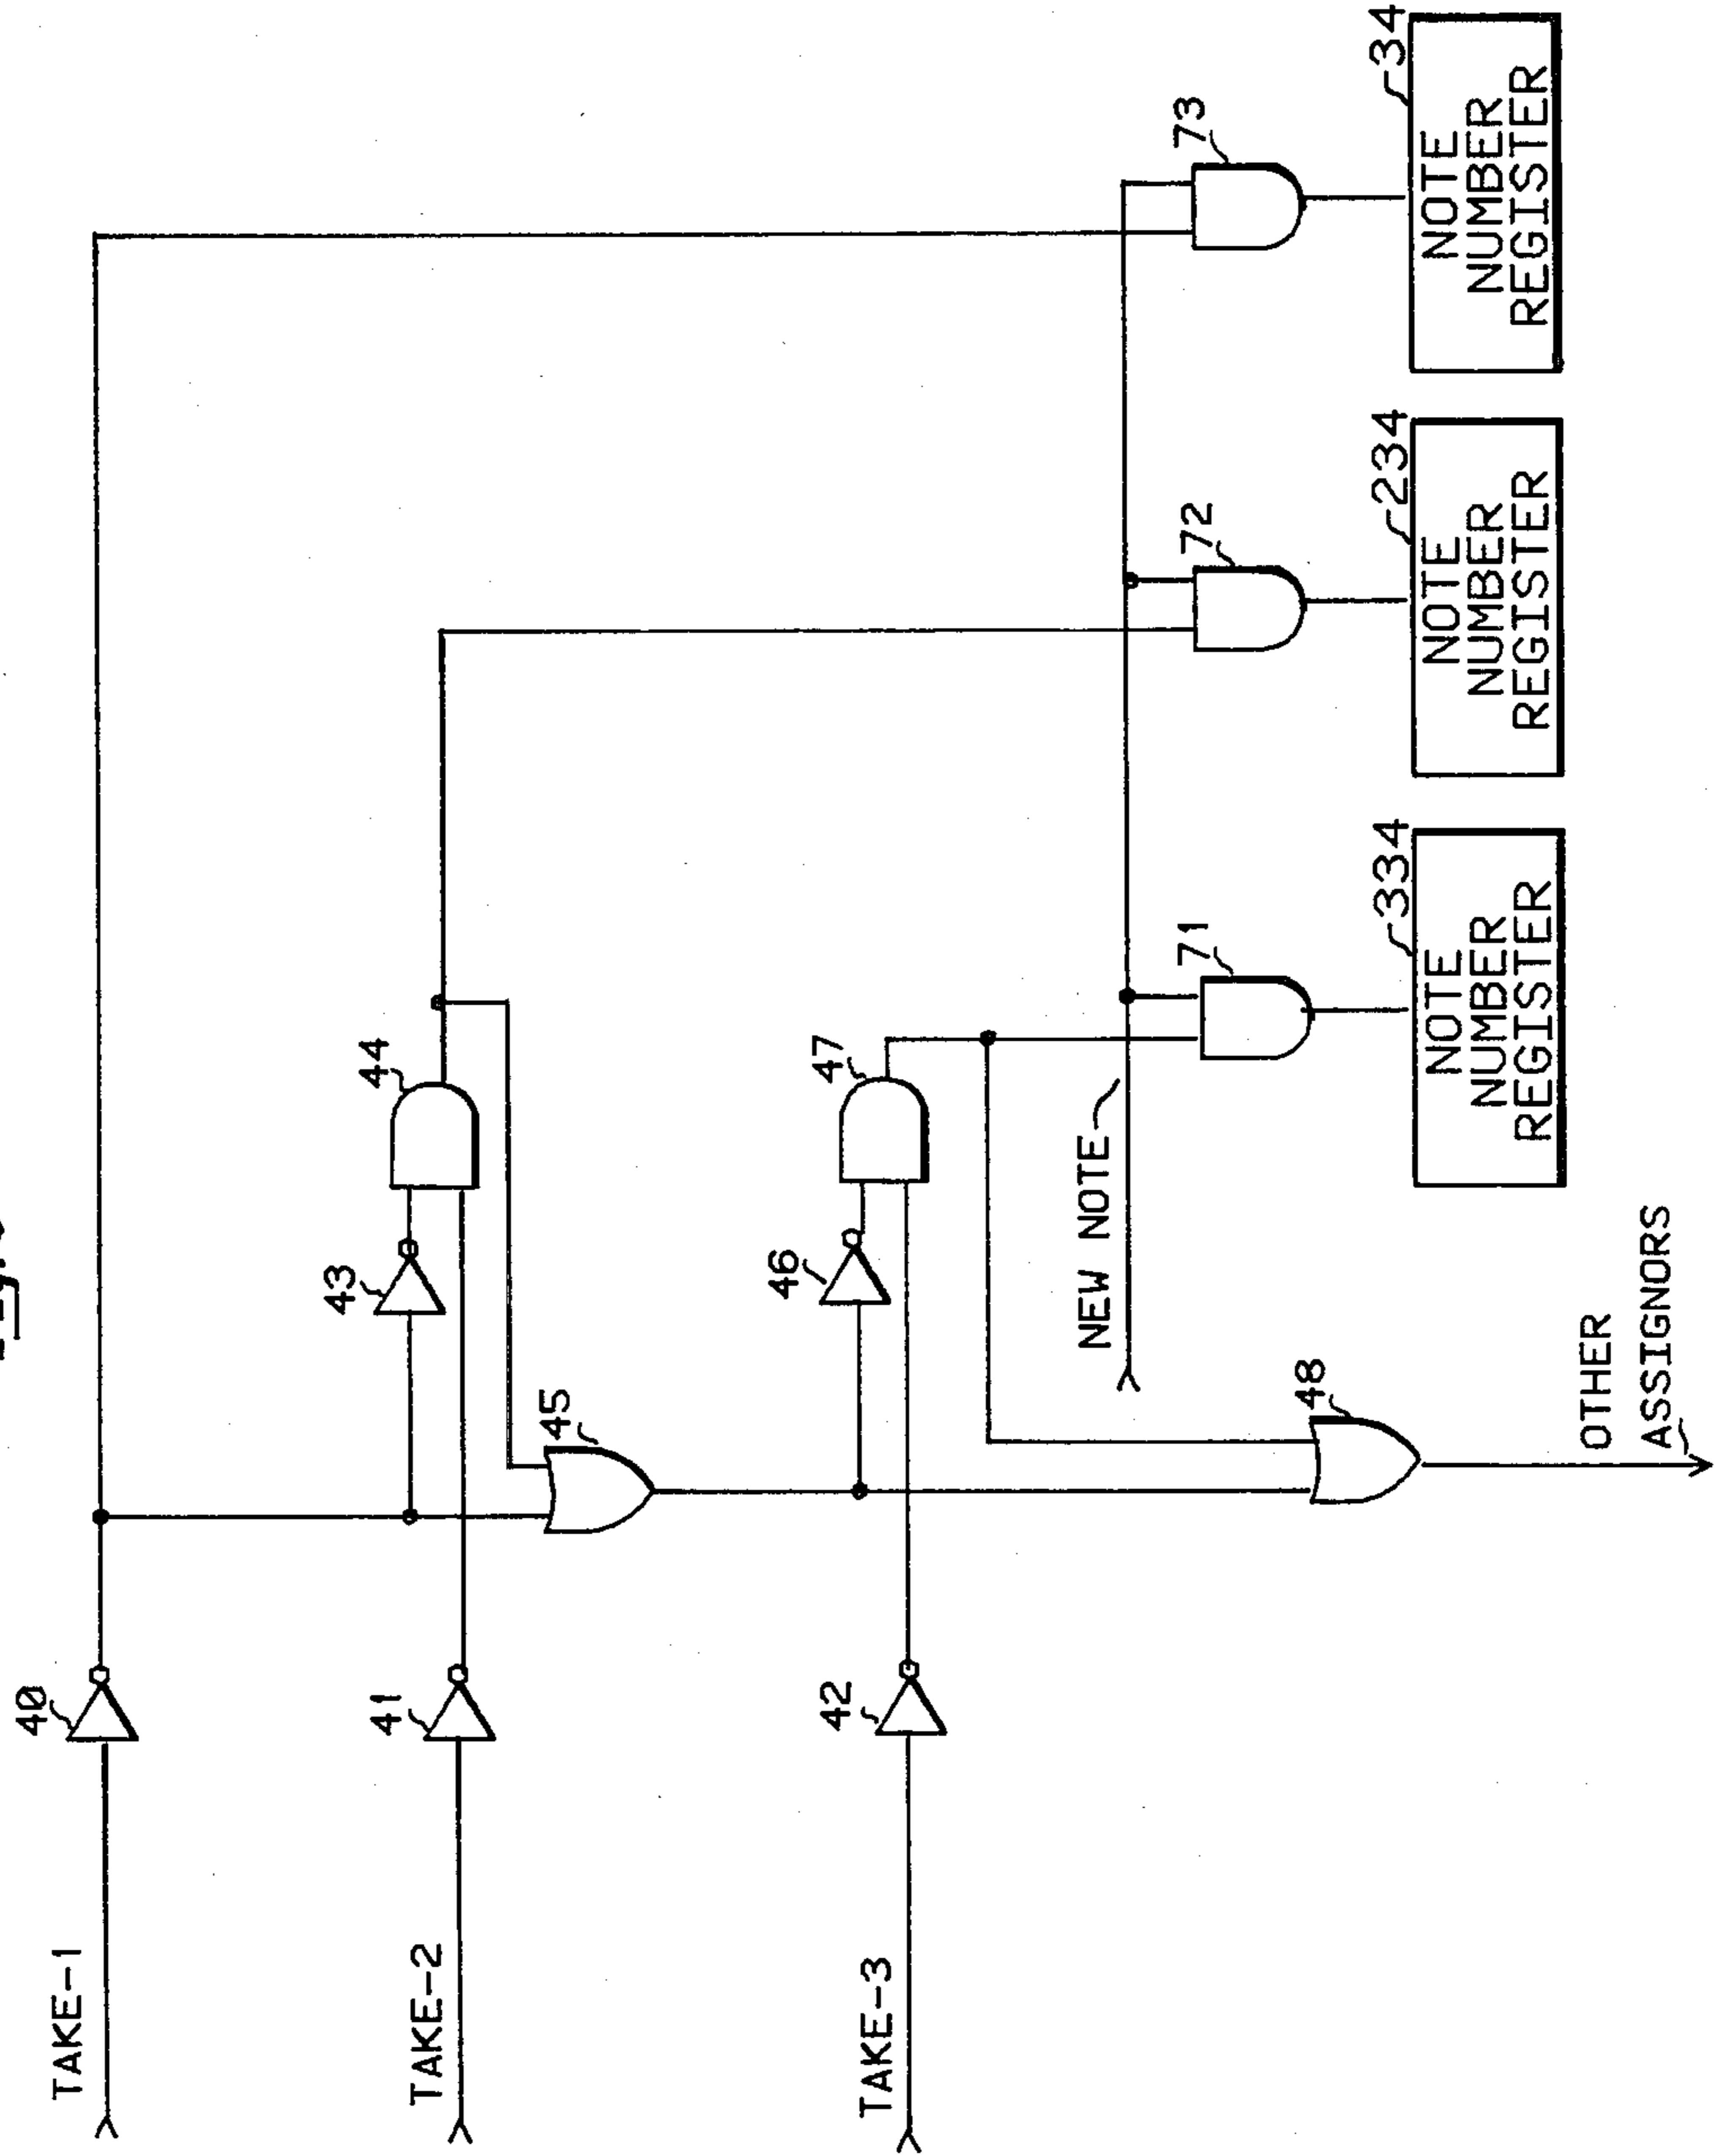 TAKE-1
40
43
44
TAKE-2
41
45
46
47
TAKE-3
42
NEW NOTE
71
72
73
48
334
NOTE
NUMBER
REGISTER
234
NOTE
NUMBER
REGISTER
34
NOTE
NUMBER
REGISTER
OTHER
ASSIGNORS